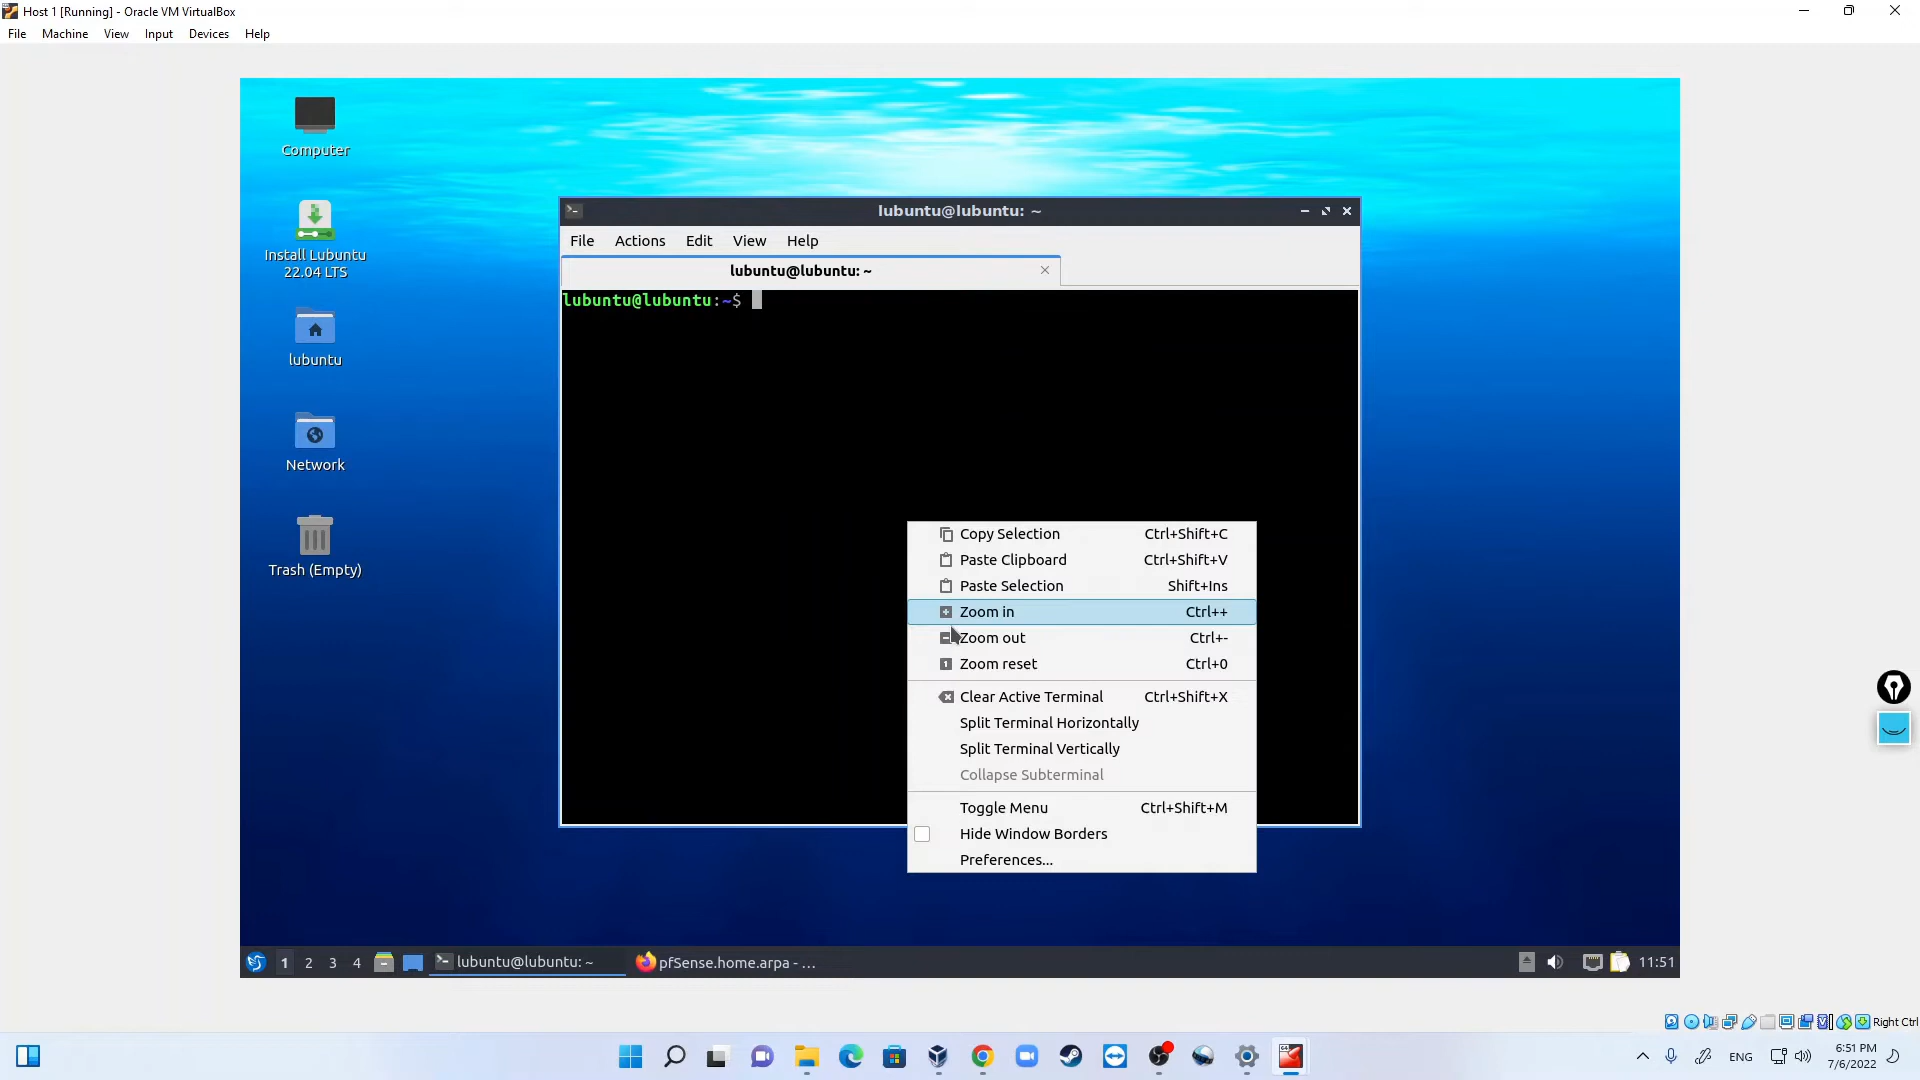 Host 1 [Running] - Oracle VM VirtualBox
File Machine View Input Devices Help
Computer
Install Lubuntu
22.04 LTS
lubuntu
Network
Trash (Empty)
lubuntu@lubuntu: ~
File Actions Edit View Help
lubuntu@lubuntu: ~
lubuntu@lubuntu:~$
Copy Selection Ctrl+Shift+C
Paste Clipboard Ctrl+Shift+V
Paste Selection Shift+Ins
Zoom in Ctrl++
Zoom out Ctrl+-
Zoom reset Ctrl+0
Clear Active Terminal Ctrl+Shift+X
Split Terminal Horizontally
Split Terminal Vertically
Collapse Subterminal
Toggle Menu Ctrl+Shift+M
Hide Window Borders
Preferences...
1 2 3 4 lubuntu@lubuntu: ~ pfSense.home.arpa - ... 11:51
Right Ctrl
ENG
6:51 PM
7/6/2022